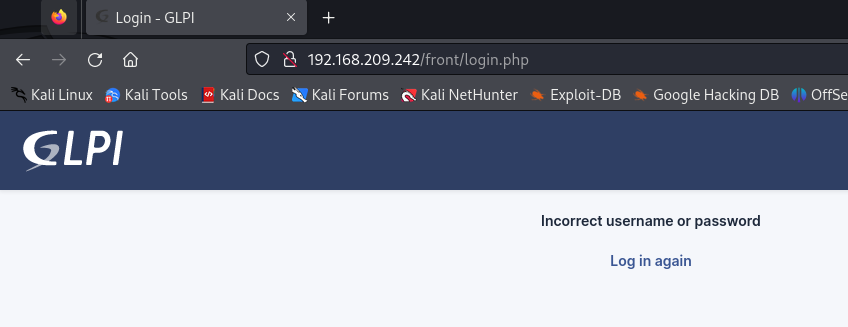 Login - GLPI
192.168.209.242/front/login.php
Kali Linux Kali Tools Kali Docs Kali Forums Kali NetHunter Exploit-DB Google Hacking DB OffSe
GLPI
Incorrect username or password
Log in again